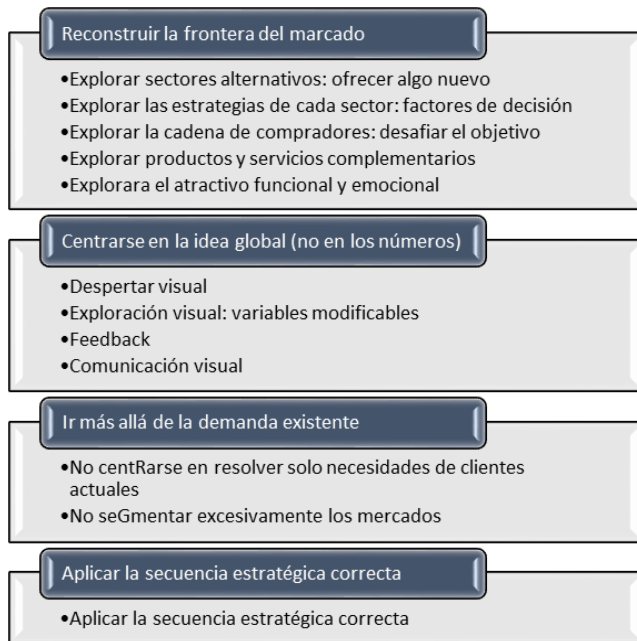 Reconstruir la frontera del marcado
•Explorar sectores alternativos: ofrecer algo nuevo
•Explorar las estrategias de cada sector: factores de decisión
•Explorar la cadena de compradores: desafiar el objetivo
•Explorar productos y servicios complementarios
•Explorara el atractivo funcional y emocional
Centrarse en la idea global (no en los números)
•Despertar visual
•Exploración visual: variables modificables
•Feedback
•Comunicación visual
Ir más allá de la demanda existente
•No centRarse en resolver solo necesidades de clientes
actuales
•No seGmentar excesivamente los mercados
Aplicar la secuencia estratégica correcta
•Aplicar la secuencia estratégica correcta